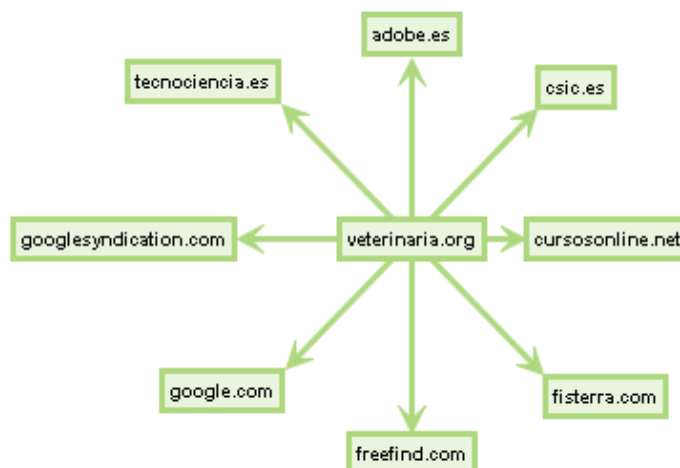 adobe.es
tecnociencia.es
csic.es
googlesyndication.com
veterinaria.org
cursosonline.net
google.com
fisterra.com
freefind.com